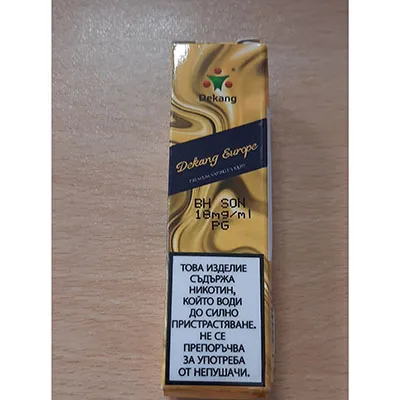 Dekang
Dekang Europe
BH SON
18mg/ml
PG
ТОВА ИЗДЕЛИЕ
СЪДЪРЖА
НИКОТИН,
КОЙТО ВОДИ
ДО СИЛНО
ПРИСТРАСТЯВАНЕ.
НЕ СЕ
ПРЕПОРЪЧВА
ЗА УПОТРЕБА
ОТ НЕПУШАЧИ.